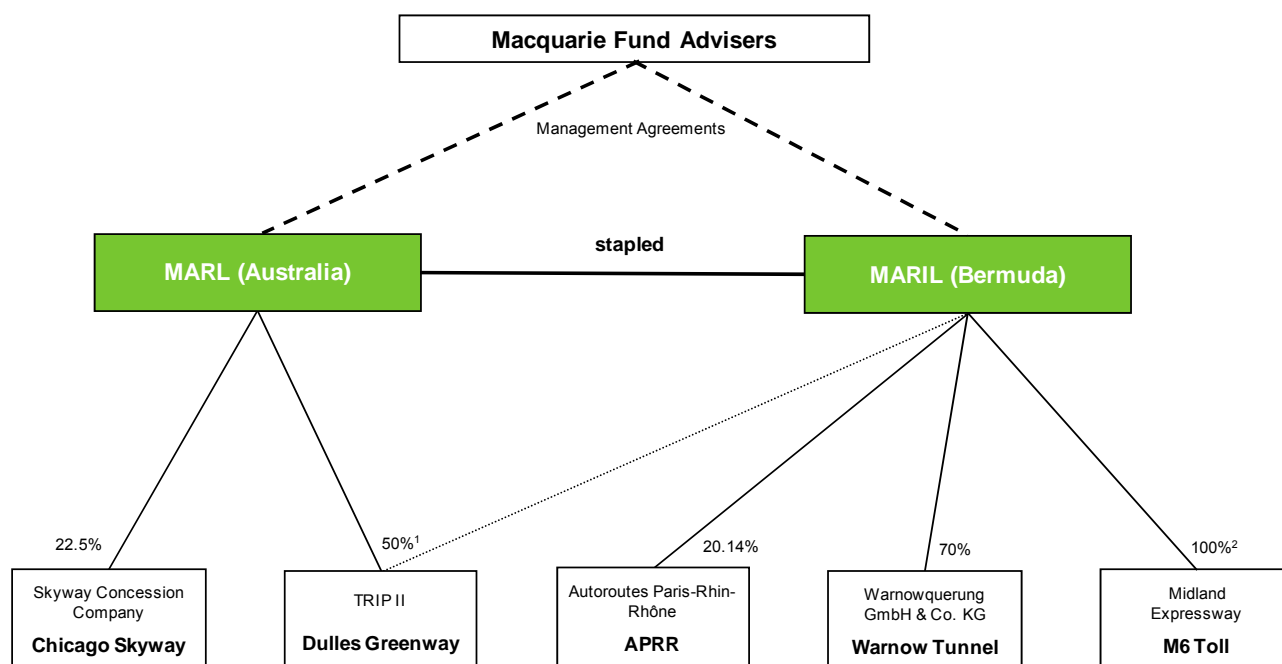 Macquarie Fund Advisers
Management Agreements
stapled
MARL (Australia)
MARIL (Bermuda)
22.5%
50%¹
20.14%
70%
100%²
Skyway Concession
Company
Chicago Skyway
TRIP II
Dulles Greenway
Autoroutes Paris-Rhin-
Rhône
APRR
Warnowquerung
GmbH & Co. KG
Warnow Tunnel
Midland
Expressway
M6 Toll